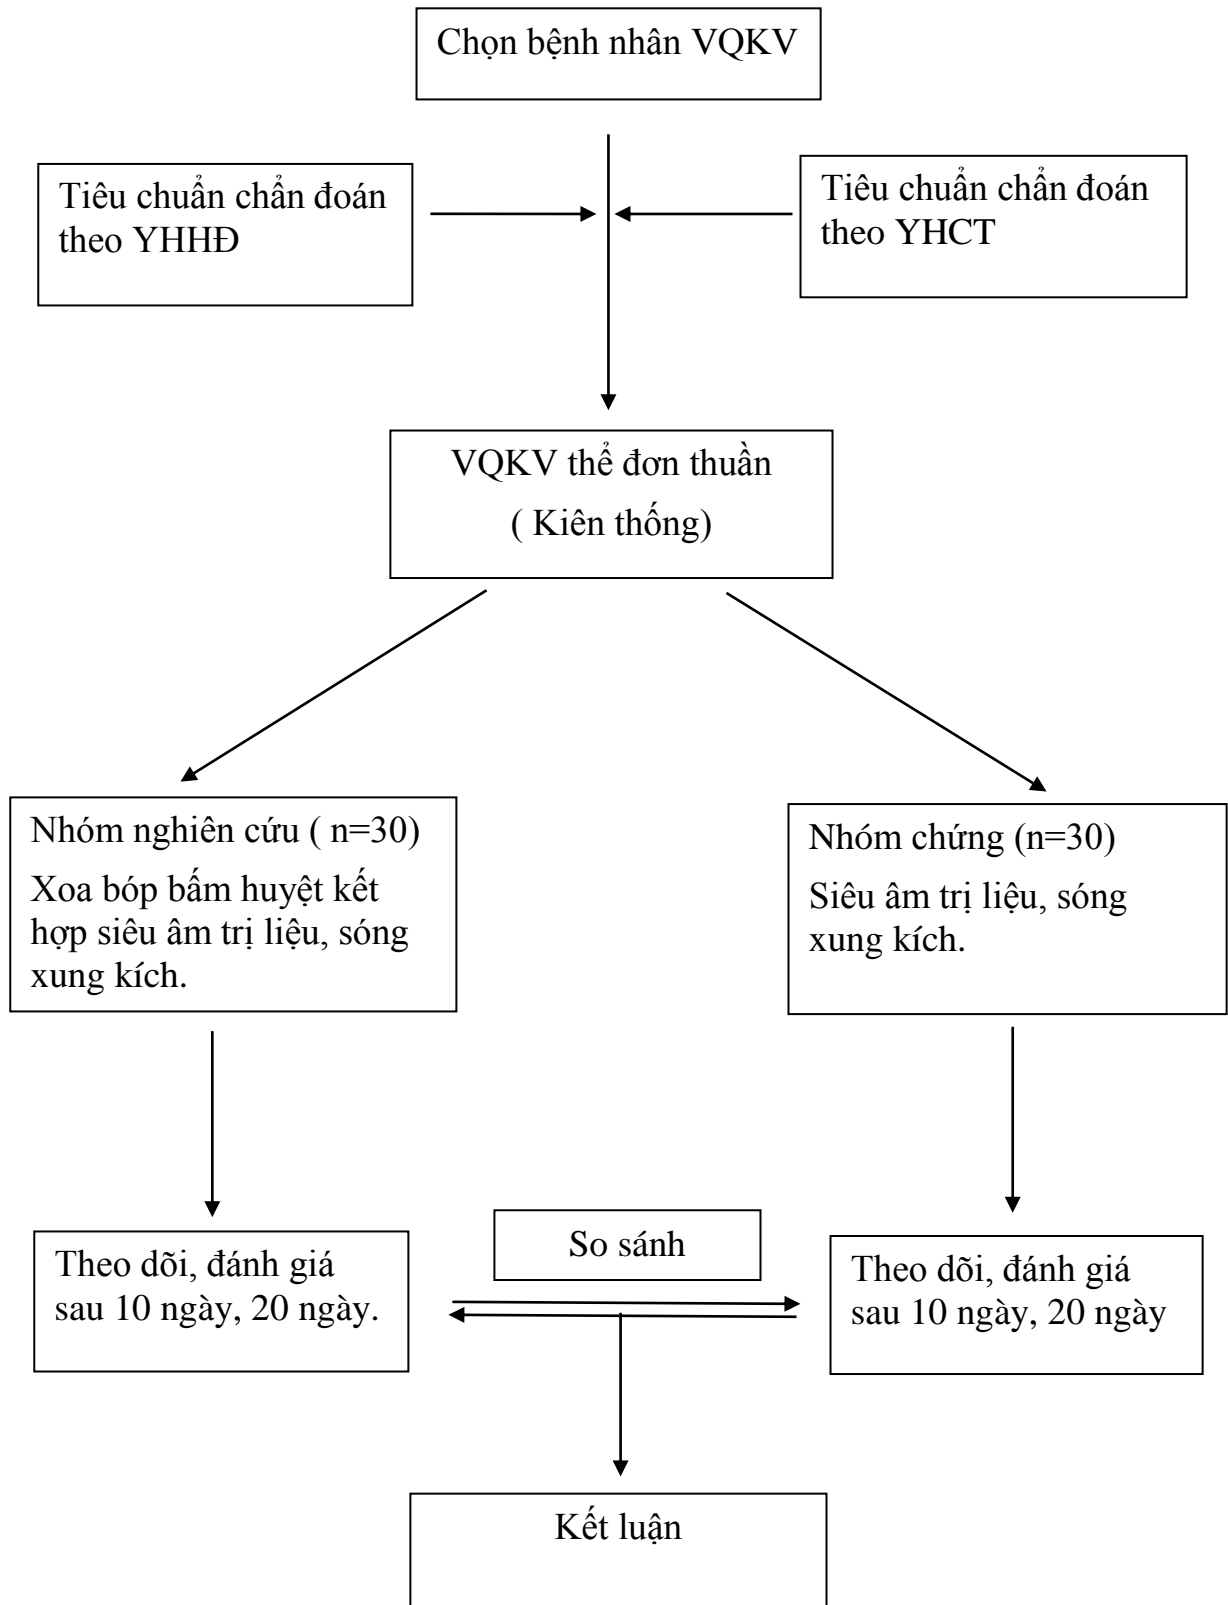 Chọn bệnh nhân VQKV
Tiêu chuẩn chẩn đoán
theo YHHĐ
Tiêu chuẩn chẩn đoán
theo YHCT
VQKV thể đơn thuần
( Kiên thống)
Nhóm nghiên cứu ( n=30)
Xoa bóp bấm huyệt kết
hợp siêu âm trị liệu, sóng
xung kích.
Nhóm chứng (n=30)
Siêu âm trị liệu, sóng
xung kích.
Theo dõi, đánh giá
sau 10 ngày, 20 ngày.
So sánh
Theo dõi, đánh giá
sau 10 ngày, 20 ngày
Kết luận